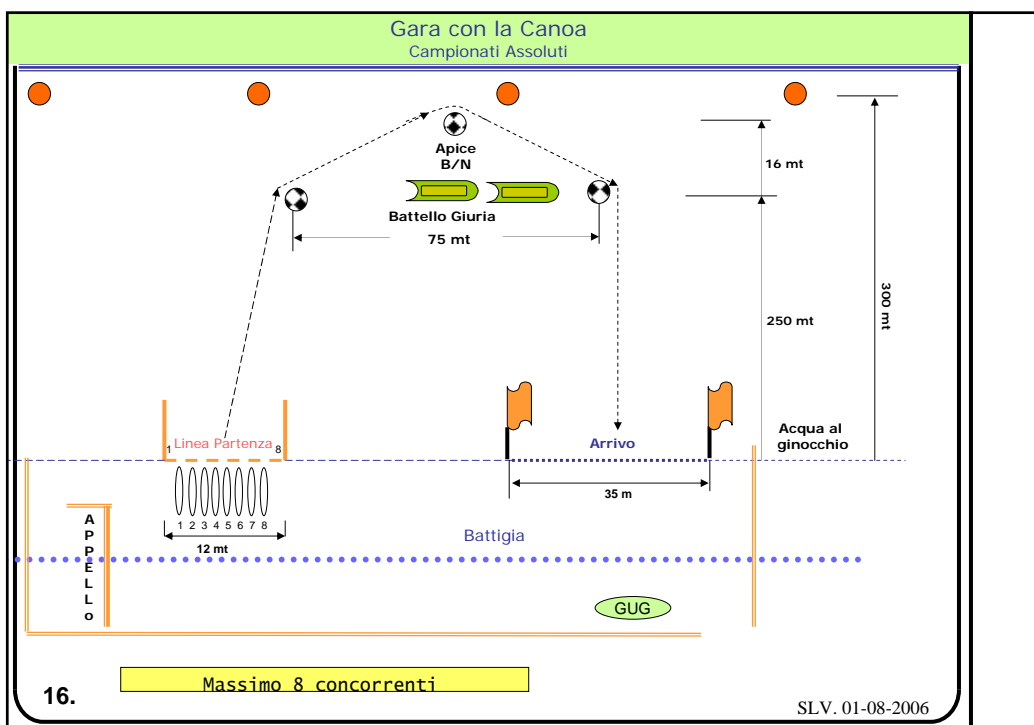 Gara con la Canoa
Campionati Assoluti
Apice
B/N
16 mt
Battello Giuria
75 mt
300 mt
250 mt
Linea Partenza
1
8
Arrivo
Acqua al
ginocchio
35 m
1 2 3 4 5 6 7 8
12 mt
APPELLo
Battigia
GUG
Massimo 8 concorrenti
16.
SLV. 01-08-2006